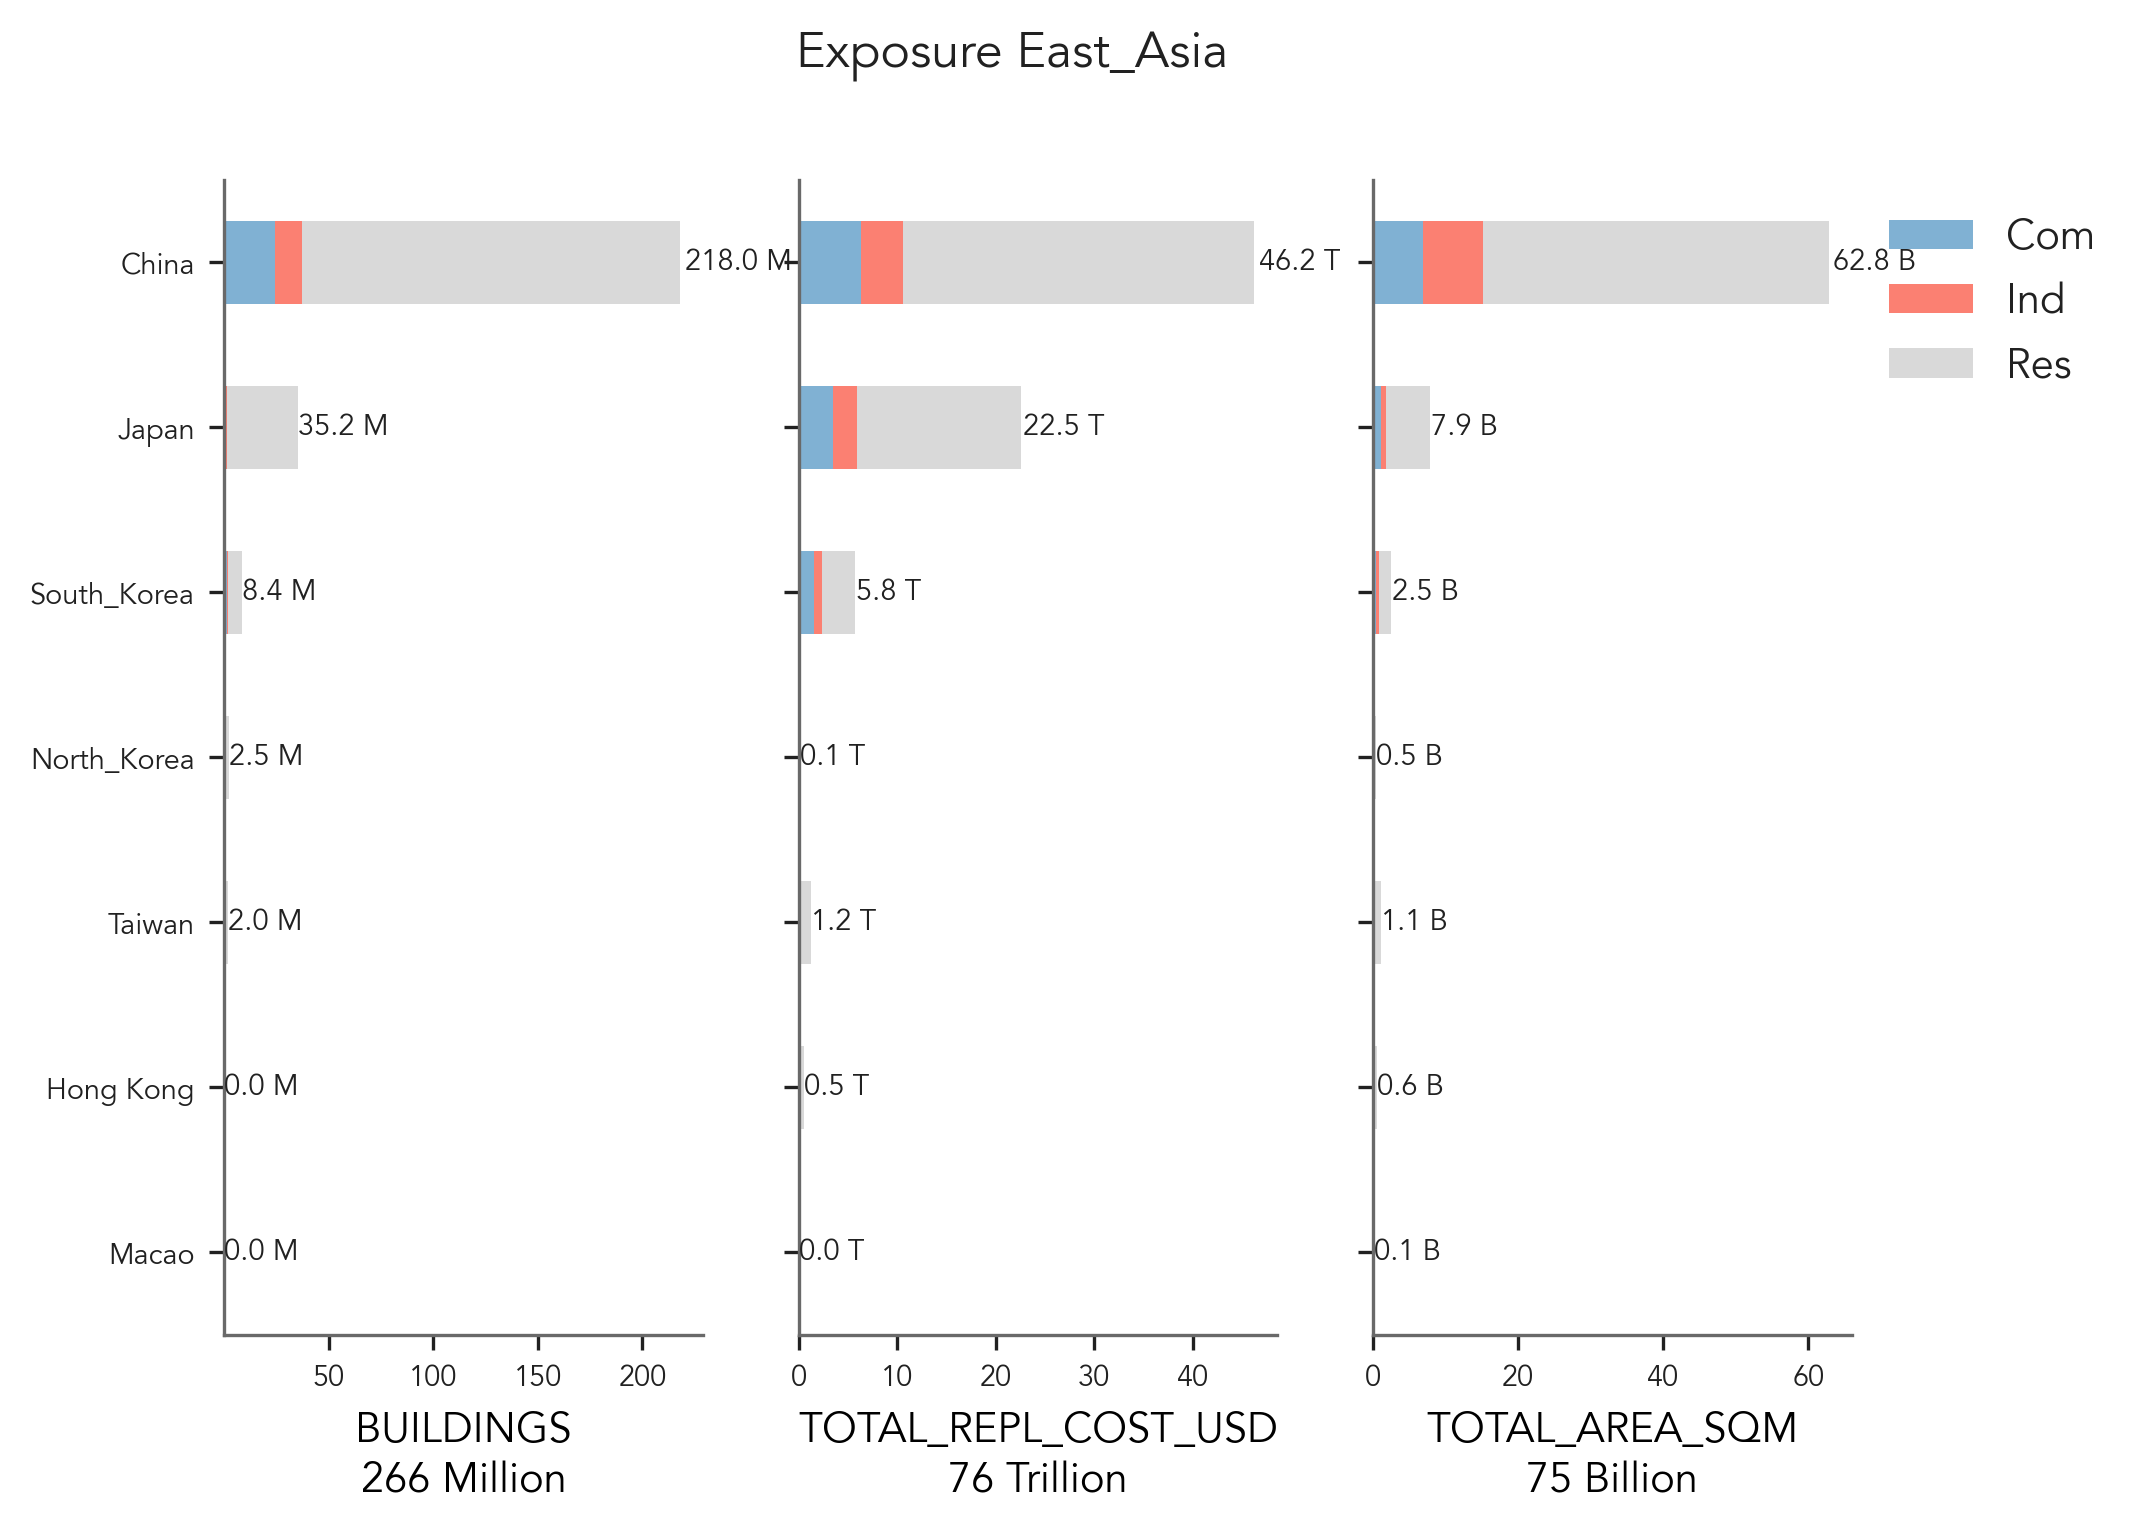 Exposure East_Asia
China 218.0 M 46.2 T 62.8 B Com
Ind
Res
Japan 35.2 M 22.5 T 7.9 B
South_Korea 8.4 M 5.8 T 2.5 B
North_Korea 2.5 M 0.1 T 0.5 B
Taiwan 2.0 M 1.2 T 1.1 B
Hong Kong 0.0 M 0.5 T 0.6 B
Macao 0.0 M 0.0 T 0.1 B
50 100 150 200 0 10 20 30 40 0 20 40 60
BUILDINGS TOTAL_REPL_COST_USD TOTAL_AREA_SQM
266 Million 76 Trillion 75 Billion